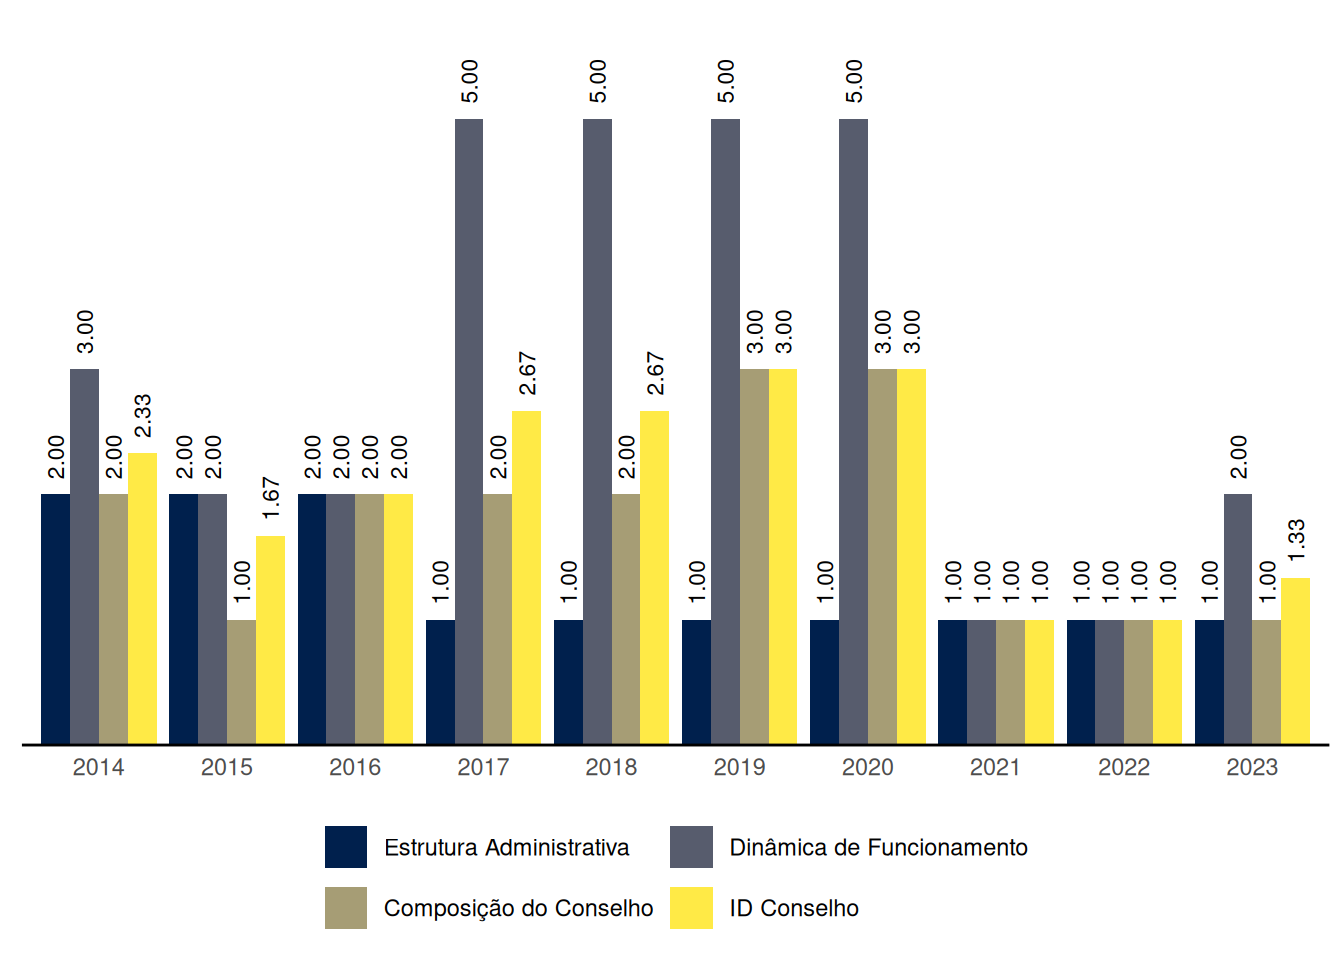 5.00 5.00 5.00 5.00
3.00 3.00 3.00 3.00 3.00
2.67 2.67
2.33
2.00 2.00 2.00 2.00 2.00 2.00 2.00 2.00 2.00 2.00 2.00
1.67
1.33
1.00 1.00 1.00 1.00 1.00 1.00 1.00 1.00 1.00 1.00 1.00 1.00 1.00 1.00 1.00
2014 2015 2016 2017 2018 2019 2020 2021 2022 2023
Estrutura Administrativa Dinâmica de Funcionamento
Composição do Conselho ID Conselho